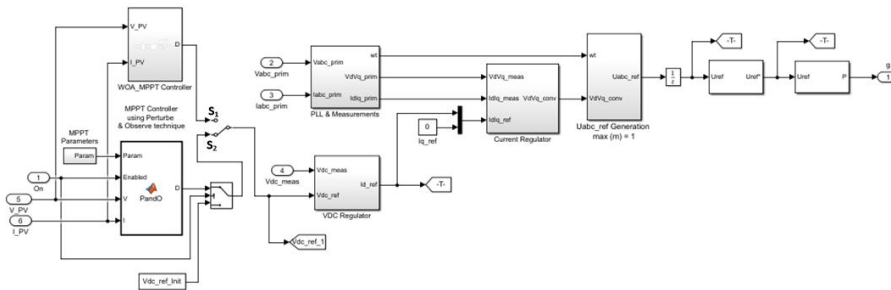 V_PV
D
I_PV
WOA_MPPT Controller
MPPT Controller
using Perturbe
& Observe technique
MPPT
Parameters
Param
Param
1
On
Enabled
5
V_PV
V
D
PandO
6
I_PV
I
Vdc_ref_Init
S1
S2
2
Vabc_prim
Vabc_prim
3
Iabc_prim
Iabc_prim
wt
VdVq_prim
IdIq_prim
PLL & Measurements
0
Iq_ref
VdVq_meas
IdIq_meas
VdVq_conv
IdIq_ref
Current Regulator
4
Vdc_meas
Vdc_meas
Vdc_ref
Id_ref
VDC Regulator
-T-
Vdc_ref_1
wt
Uabc_ref
VdVq_conv
Uabc_ref Generation
max (m) = 1
1
z
-T-
Uref
Uref*
-T-
Uref
P
g
1